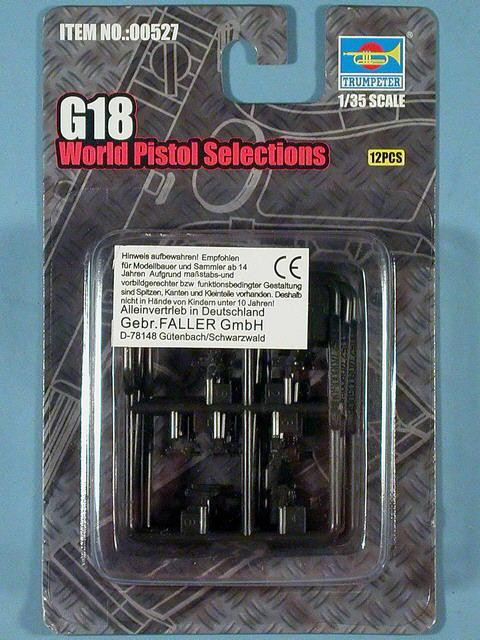 ITEM NO.:00527
TRUMPETER
1/35 SCALE
G18
World Pistol Selections
12PCS
Hinweis aufbewahren! Empfohlen
für Modellbauer und Sammler ab 14
Jahren Aufgrund maßstabs-und
vorbildgerechter bzw funktionsbedingter Gestaltung
sind Spitzen, Kanten und Kleinteile vorhanden. Deshalb
nicht in Hände von Kindern unter 10 Jahren!
Alleinvertrieb in Deutschland
Gebr.FALLER GmbH
D-78148 Gütenbach/Schwarzwald
CE